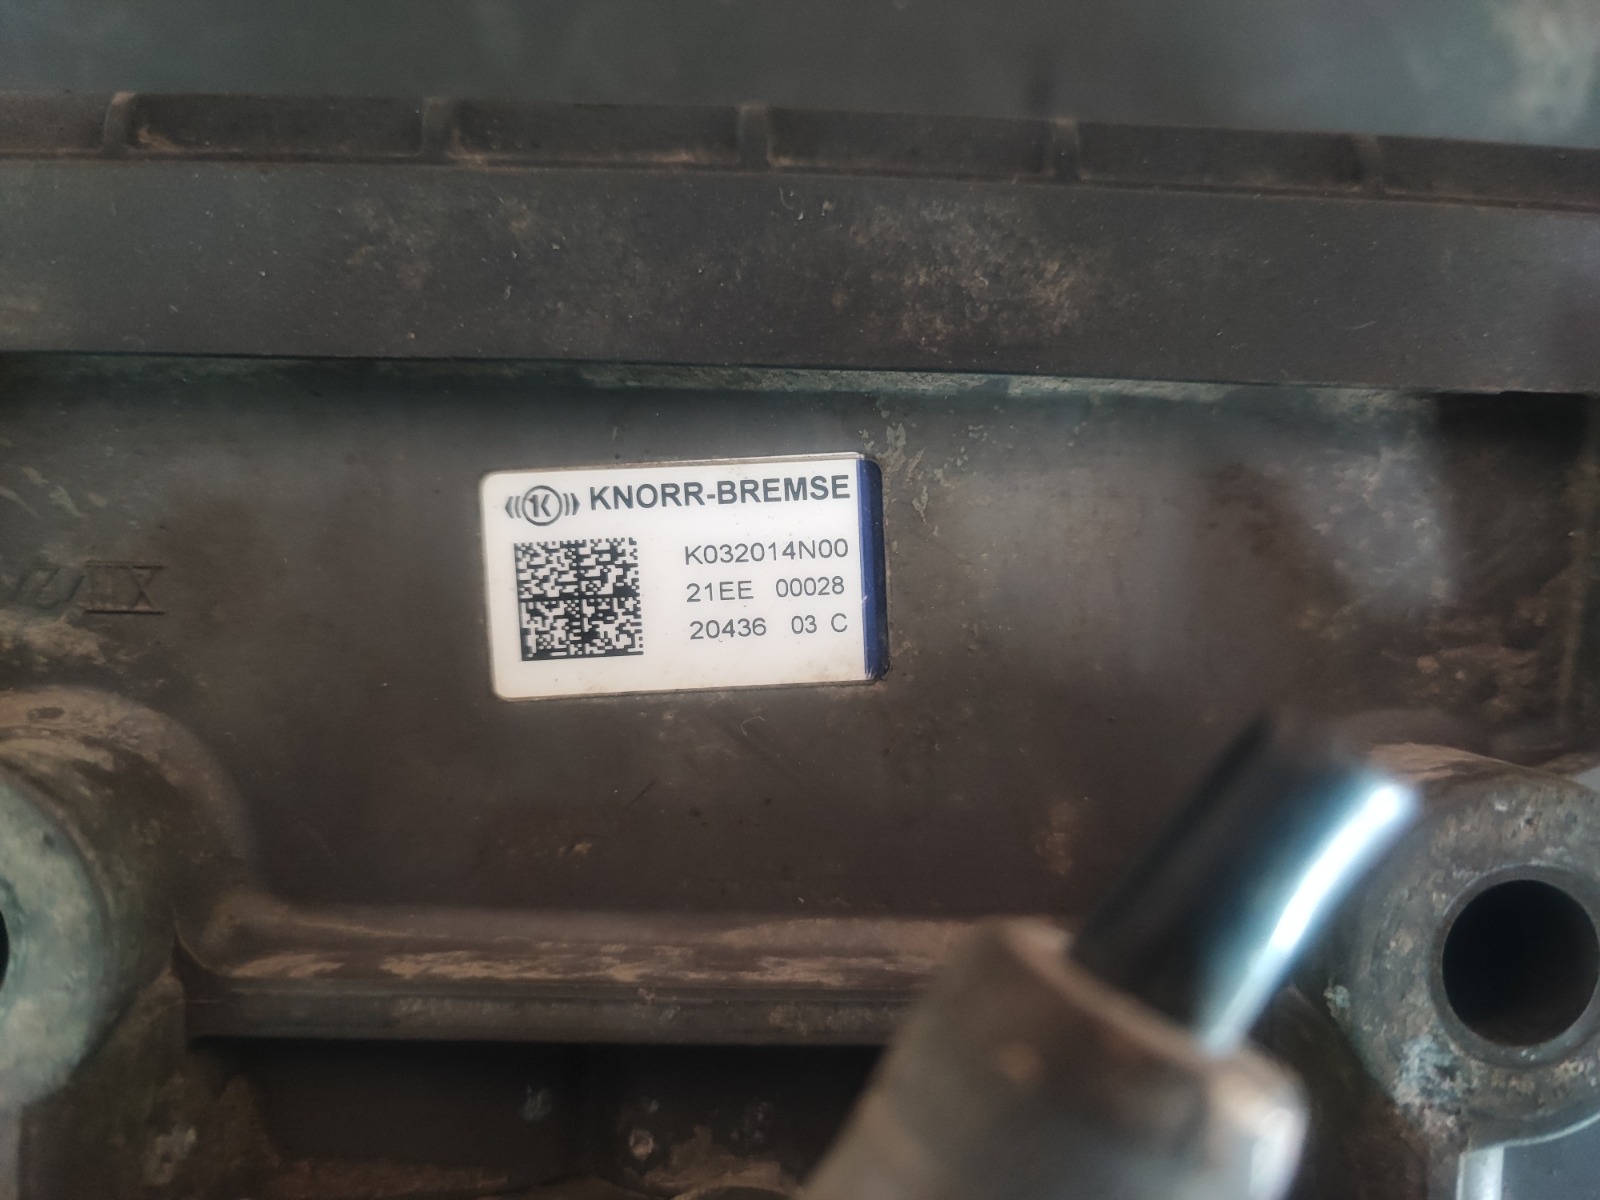 KNORR-BREMSE
K032014N00
21EE 00028
20436 03 C